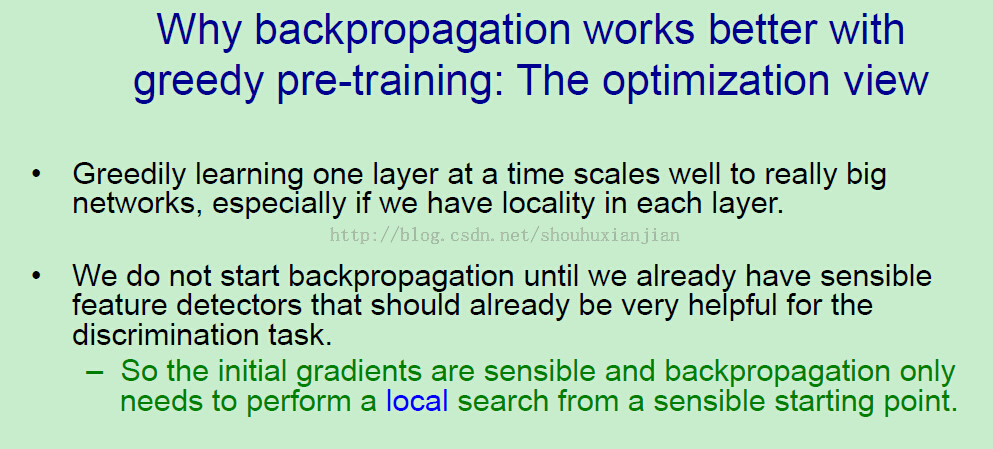 Why backpropagation works better with
greedy pre-training: The optimization view
• Greedily learning one layer at a time scales well to really big
networks, especially if we have locality in each layer.
http://blog.csdn.net/shouhuxianjian
• We do not start backpropagation until we already have sensible
feature detectors that should already be very helpful for the
discrimination task.
– So the initial gradients are sensible and backpropagation only
needs to perform a local search from a sensible starting point.